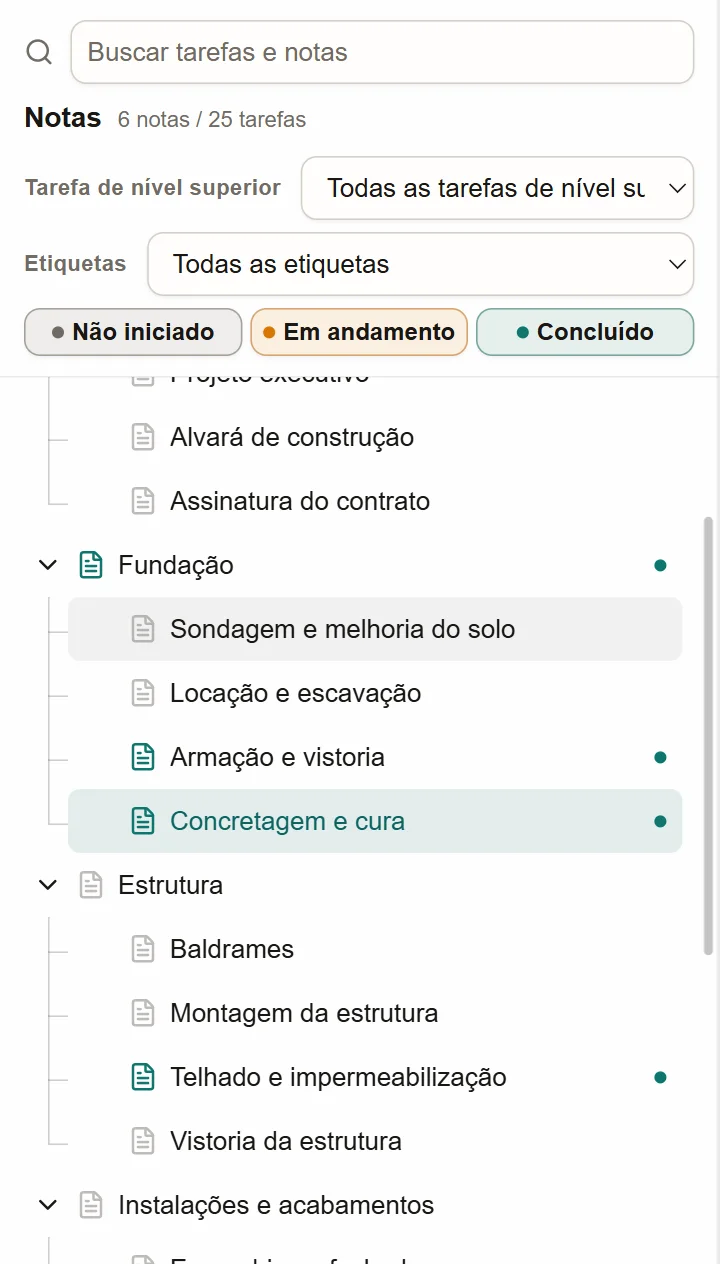 Buscar tarefas e notas
Notas 6 notas / 25 tarefas
Tarefa de nível superior Todas as tarefas de nível su
Etiquetas Todas as etiquetas
Não iniciado Em andamento Concluído
Projeto executivo
Alvará de construção
Assinatura do contrato
Fundação
Sondagem e melhoria do solo
Locação e escavação
Armação e vistoria
Concretagem e cura
Estrutura
Baldrames
Montagem da estrutura
Telhado e impermeabilização
Vistoria da estrutura
Instalações e acabamentos